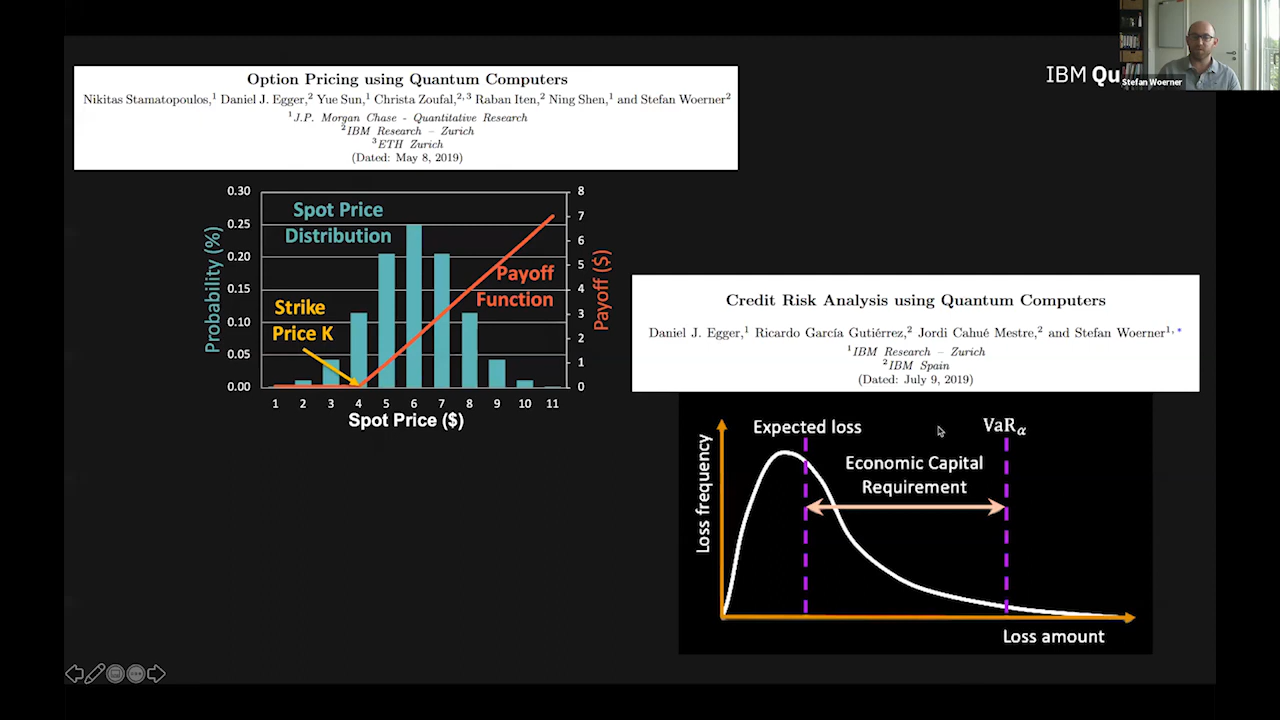 Option Pricing using Quantum Computers
Nikitas Stamatopoulos,¹ Daniel J. Egger,² Yue Sun,¹ Christa Zoufal,²,³ Raban Iten,² Ning Shen,¹ and Stefan Woerner²
¹J.P. Morgan Chase - Quantitative Research
²IBM Research – Zurich
³ETH Zurich
(Dated: May 8, 2019)
IBM Qu
Stefan Woerner
Probability (%)
0.30
0.25
0.20
0.15
0.10
0.05
0.00
Spot Price
Distribution
Strike
Price K
Payoff
Function
8
7
6
5
4
3
2
1
0
Payoff ($)
1 2 3 4 5 6 7 8 9 10 11
Spot Price ($)
Credit Risk Analysis using Quantum Computers
Daniel J. Egger,¹ Ricardo García Gutiérrez,² Jordi Cahué Mestre,² and Stefan Woerner¹,*
¹IBM Research – Zurich
²IBM Spain
(Dated: July 9, 2019)
Loss frequency
Expected loss
VaRα
Economic Capital
Requirement
Loss amount